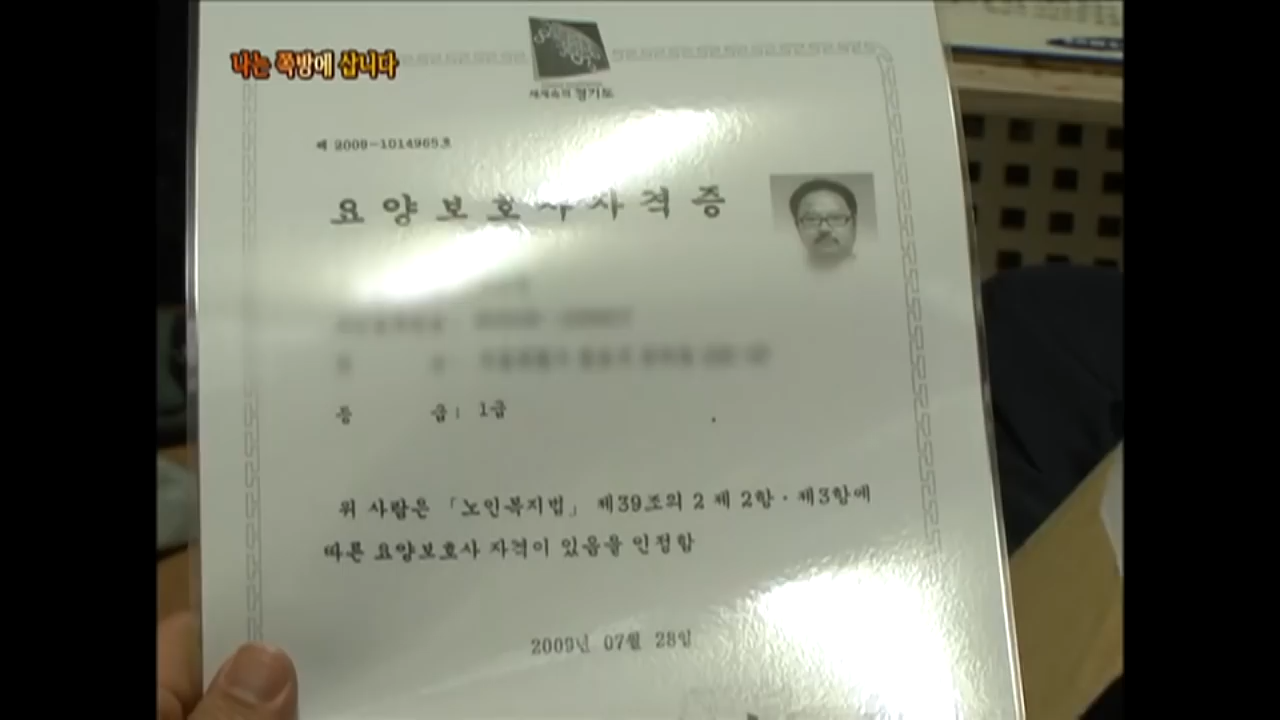 나는 쪽방에 삽니다
세계속의 경기도
제 2009-1014965호
요양보호사자격증
등 급 : 1급
위 사람은 「노인복지법」 제39조의 2 제 2항·제3항에
따른 요양보호사 자격이 있음을 인정함
2009년 07월 28일